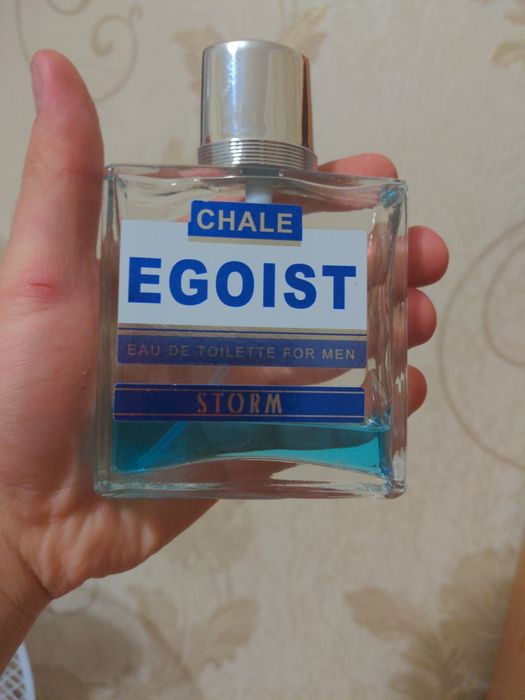 CHALE
EGOIST
EAU DE TOILETTE FOR MEN
STORM